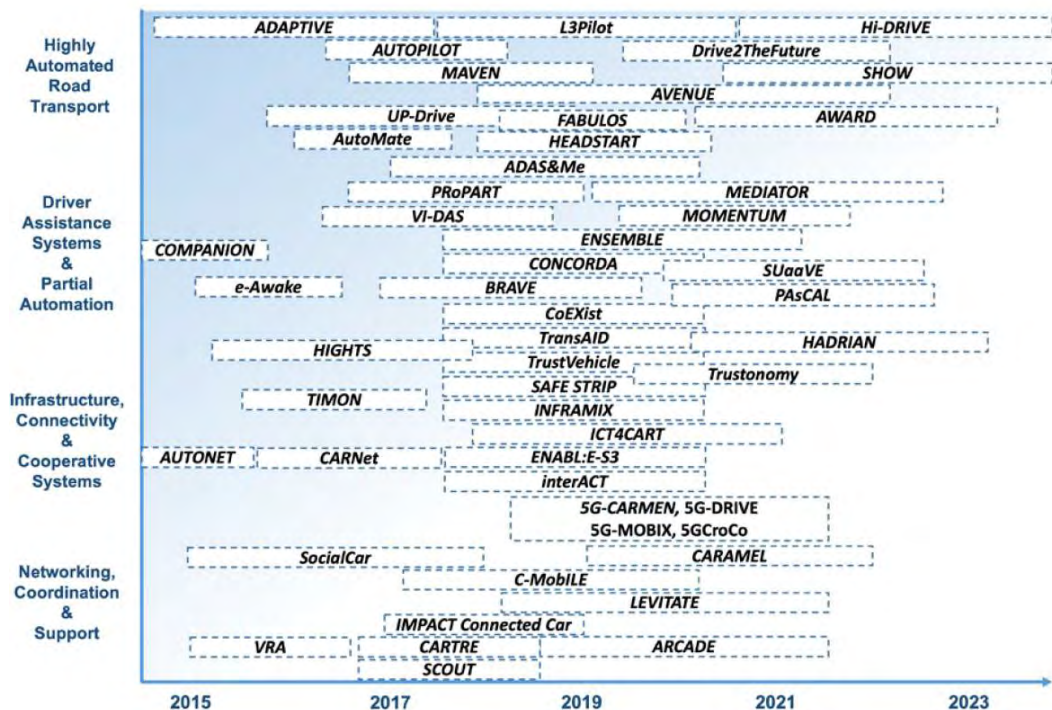 Highly
Automated
Road
Transport
ADAPTIVE L3Pilot Hi-DRIVE
AUTOPILOT Drive2TheFuture
MAVEN SHOW
AVENUE
UP-Drive FABULOS AWARD
AutoMate HEADSTART
ADAS&Me
Driver
Assistance
Systems
&
Partial
Automation
PRoPART MEDIATOR
VI-DAS MOMENTUM
ENSEMBLE
COMPANION
CONCORDA SUaaVE
e-Awake BRAVE PAsCAL
CoEXist
TransAID HADRIAN
HIGHTS
TrustVehicle Trustonomy
Infrastructure,
Connectivity
&
Cooperative
Systems
SAFE STRIP
TIMON
INFRAMIX
ICT4CART
AUTONET CARNet ENABL:E-S3
interACT
5G-CARMEN, 5G-DRIVE
5G-MOBIX, 5GCroCo
Networking,
Coordination
&
Support
SocialCar CARAMEL
C-MobILE
LEVITATE
IMPACT Connected Car
VRA CARTRE ARCADE
SCOUT
2015 2017 2019 2021 2023